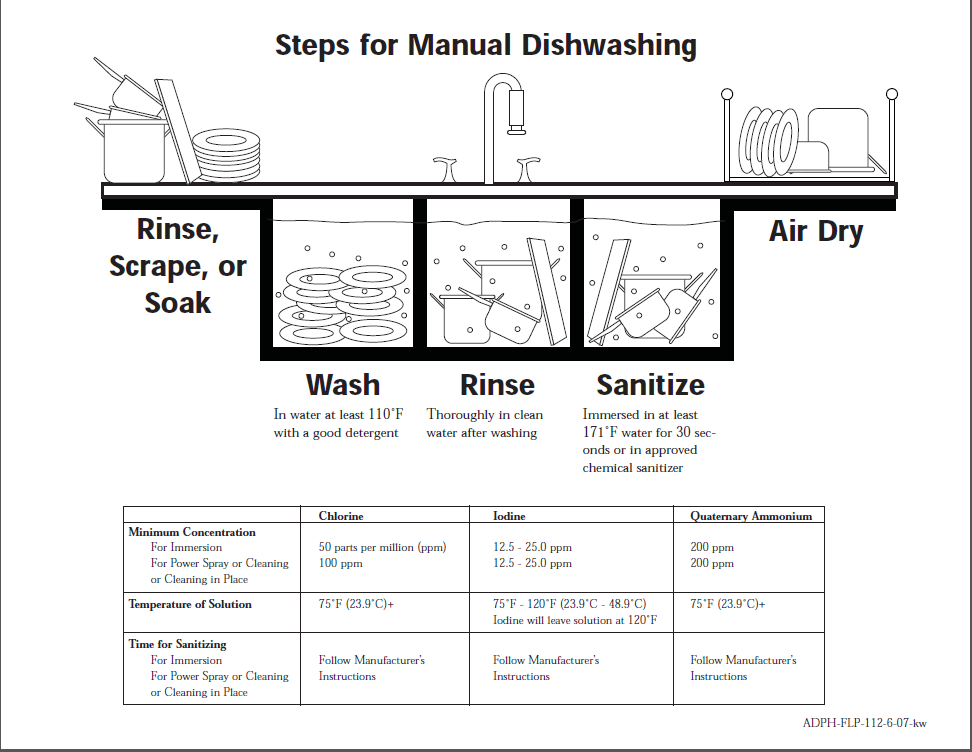 Steps for Manual Dishwashing
Rinse,
Scrape, or
Soak
Air Dry
Wash
In water at least 110˚F
with a good detergent
Rinse
Thoroughly in clean
water after washing
Sanitize
Immersed in at least
171˚F water for 30 sec-
onds or in approved
chemical sanitizer
Chlorine Iodine Quaternary Ammonium
Minimum Concentration
For Immersion 50 parts per million (ppm) 12.5 - 25.0 ppm 200 ppm
For Power Spray or Cleaning 100 ppm 12.5 - 25.0 ppm 200 ppm
or Cleaning in Place
Temperature of Solution 75˚F (23.9˚C)+ 75˚F - 120˚F (23.9˚C - 48.9˚C) 75˚F (23.9˚C)+
Iodine will leave solution at 120˚F
Time for Sanitizing
For Immersion Follow Manufacturer's Follow Manufacturer's Follow Manufacturer's
For Power Spray or Cleaning Instructions Instructions Instructions
or Cleaning in Place
ADPH-FLP-112-6-07-kw